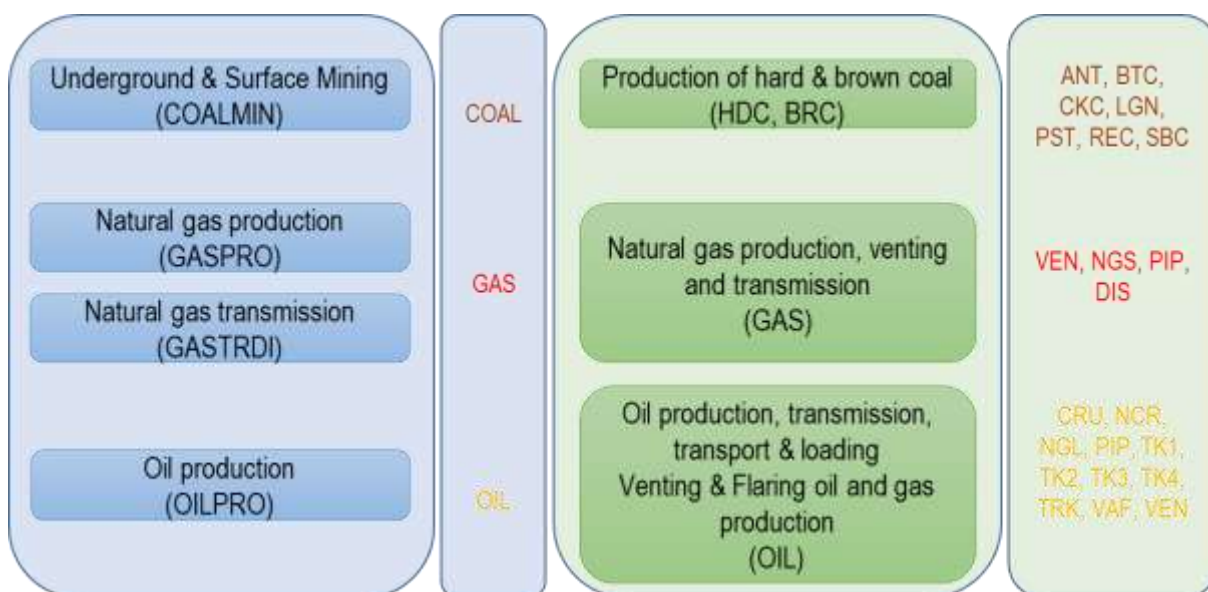 Underground & Surface Mining
(COALMIN)
Natural gas production
(GASPRO)
Natural gas transmission
(GASTRDI)
Oil production
(OILPRO)
COAL
GAS
OIL
Production of hard & brown coal
(HDC, BRC)
Natural gas production, venting
and transmission
(GAS)
Oil production, transmission,
transport & loading
Venting & Flaring oil and gas
production
(OIL)
ANT, BTC,
CKC, LGN,
PST, REC, SBC
VEN, NGS, PIP,
DIS
CRU, NCR,
NGL, PIP, TK1,
TK2, TK3, TK4,
TRK, VAF, VEN